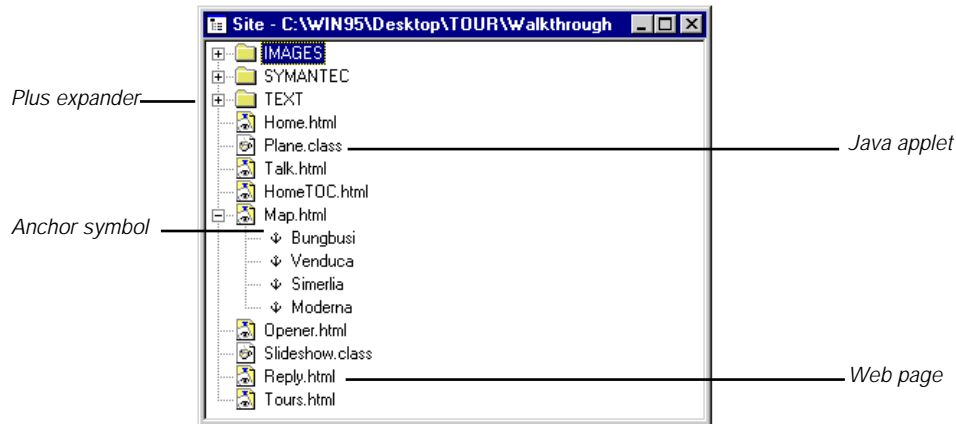 Site - C:\WIN95\Desktop\TOUR\Walkthrough
IMAGES
SYMANTEC
Plus expander
TEXT
Home.html
Plane.class
Java applet
Talk.html
HomeTOC.html
Map.html
Anchor symbol
Bungbusi
Venduca
Simerlia
Moderna
Opener.html
Slideshow.class
Reply.html
Web page
Tours.html